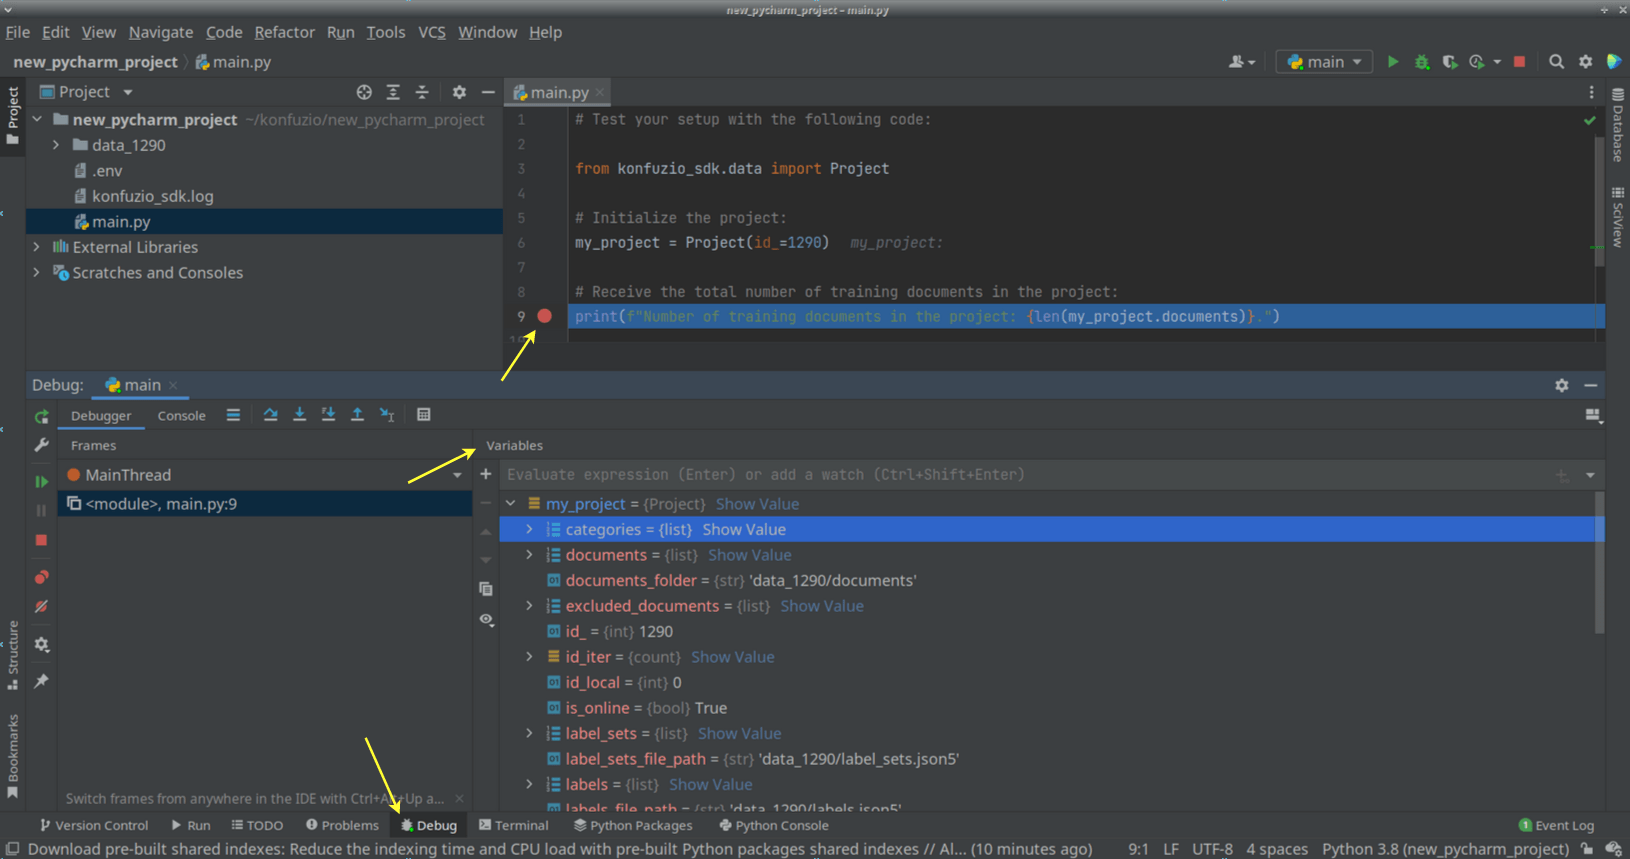 new_pycharm_project – main.py
File Edit View Navigate Code Refactor Run Tools VCS Window Help
new_pycharm_project main.py
main
Project
Project
new_pycharm_project ~/konfuzio/new_pycharm_project
data_1290
.env
konfuzio_sdk.log
main.py
External Libraries
Scratches and Consoles
main.py
1 # Test your setup with the following code:
2
3 from konfuzio_sdk.data import Project
4
5 # Initialize the project:
6 my_project = Project(id_=1290) my_project:
7
8 # Receive the total number of training documents in the project:
9 print(f"Number of training documents in the project: {len(my_project.documents)}.")
10
Database
SciView
Debug: main
Debugger Console
Frames
MainThread
<module>, main.py:9
Switch frames from anywhere in the IDE with Ctrl+Alt+Up a...
Variables
Evaluate expression (Enter) or add a watch (Ctrl+Shift+Enter)
my_project = {Project} Show Value
categories = {list} Show Value
documents = {list} Show Value
documents_folder = {str} 'data_1290/documents'
excluded_documents = {list} Show Value
id_ = {int} 1290
id_iter = {count} Show Value
id_local = {int} 0
is_online = {bool} True
label_sets = {list} Show Value
label_sets_file_path = {str} 'data_1290/label_sets.json5'
labels = {list} Show Value
labels_file_path = {str} 'data_1290/labels.json5'
Structure
Bookmarks
Version Control Run TODO Problems Debug Terminal Python Packages Python Console 1 Event Log
Download pre-built shared indexes: Reduce the indexing time and CPU load with pre-built Python packages shared indexes // Al... (10 minutes ago) 9:1 LF UTF-8 4 spaces Python 3.8 (new_pycharm_project)